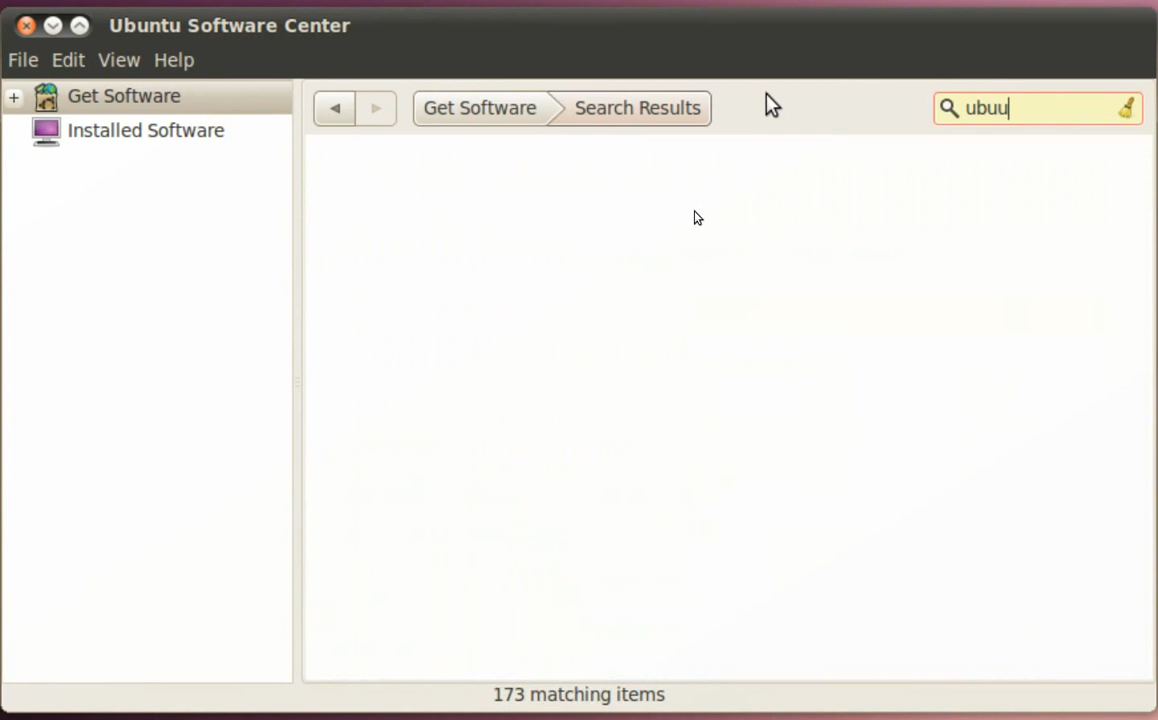 Ubuntu Software Center
File Edit View Help
Get Software
Installed Software
Get Software Search Results
ubuu
173 matching items